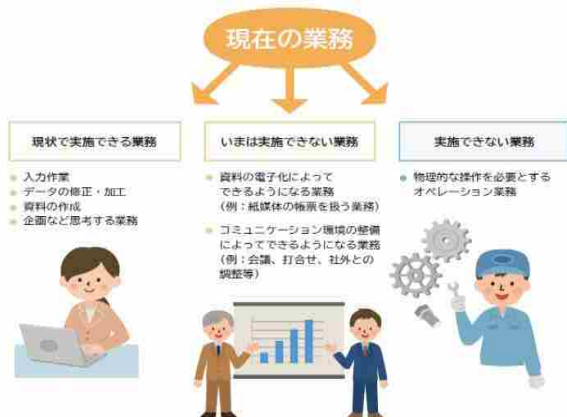 現在の業務
現状で実施できる業務
入力作業
データの修正・加工
資料の作成
企画など思考する業務
いまは実施できない業務
資料の電子化によって
できるようになる業務
(例：紙媒体の帳票を扱う業務)
コミュニケーション環境の整備
によってできるようになる業務
(例：会議、打合せ、社外との
調整等)
実施できない業務
物理的な操作を必要とする
オペレーション業務